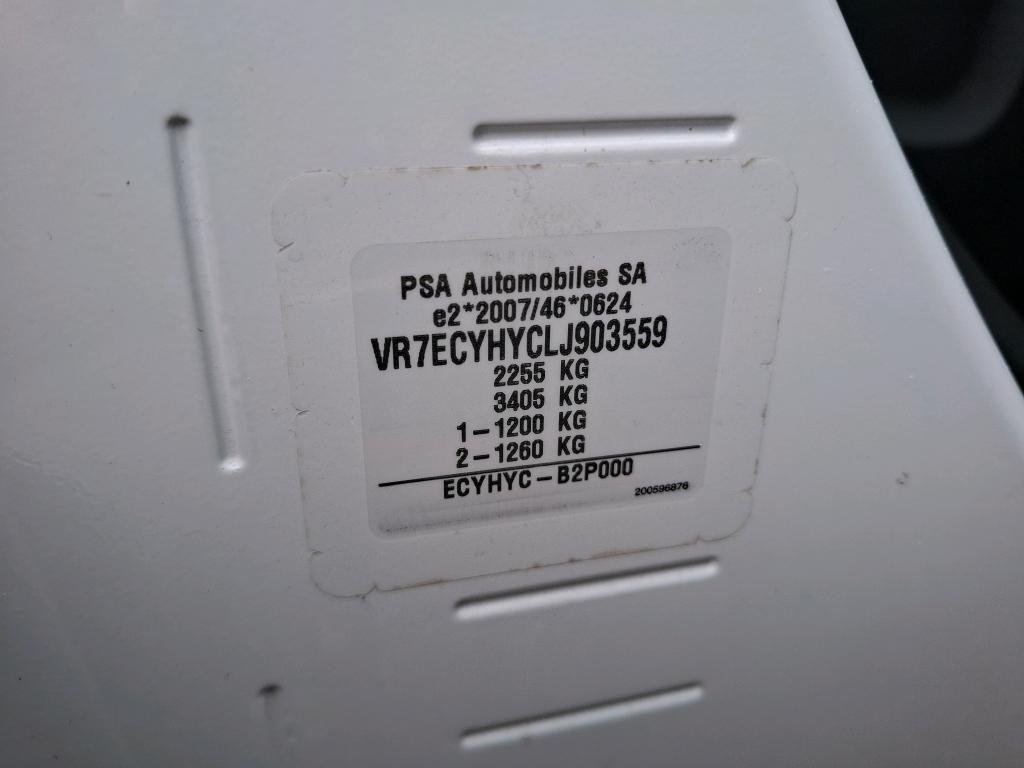 PSA Automobiles SA
e2*2007/46*0624
VR7ECYHYCLJ903559
2255 KG
3405 KG
1-1200 KG
2-1260 KG
ECYHYC-B2P000
200596876